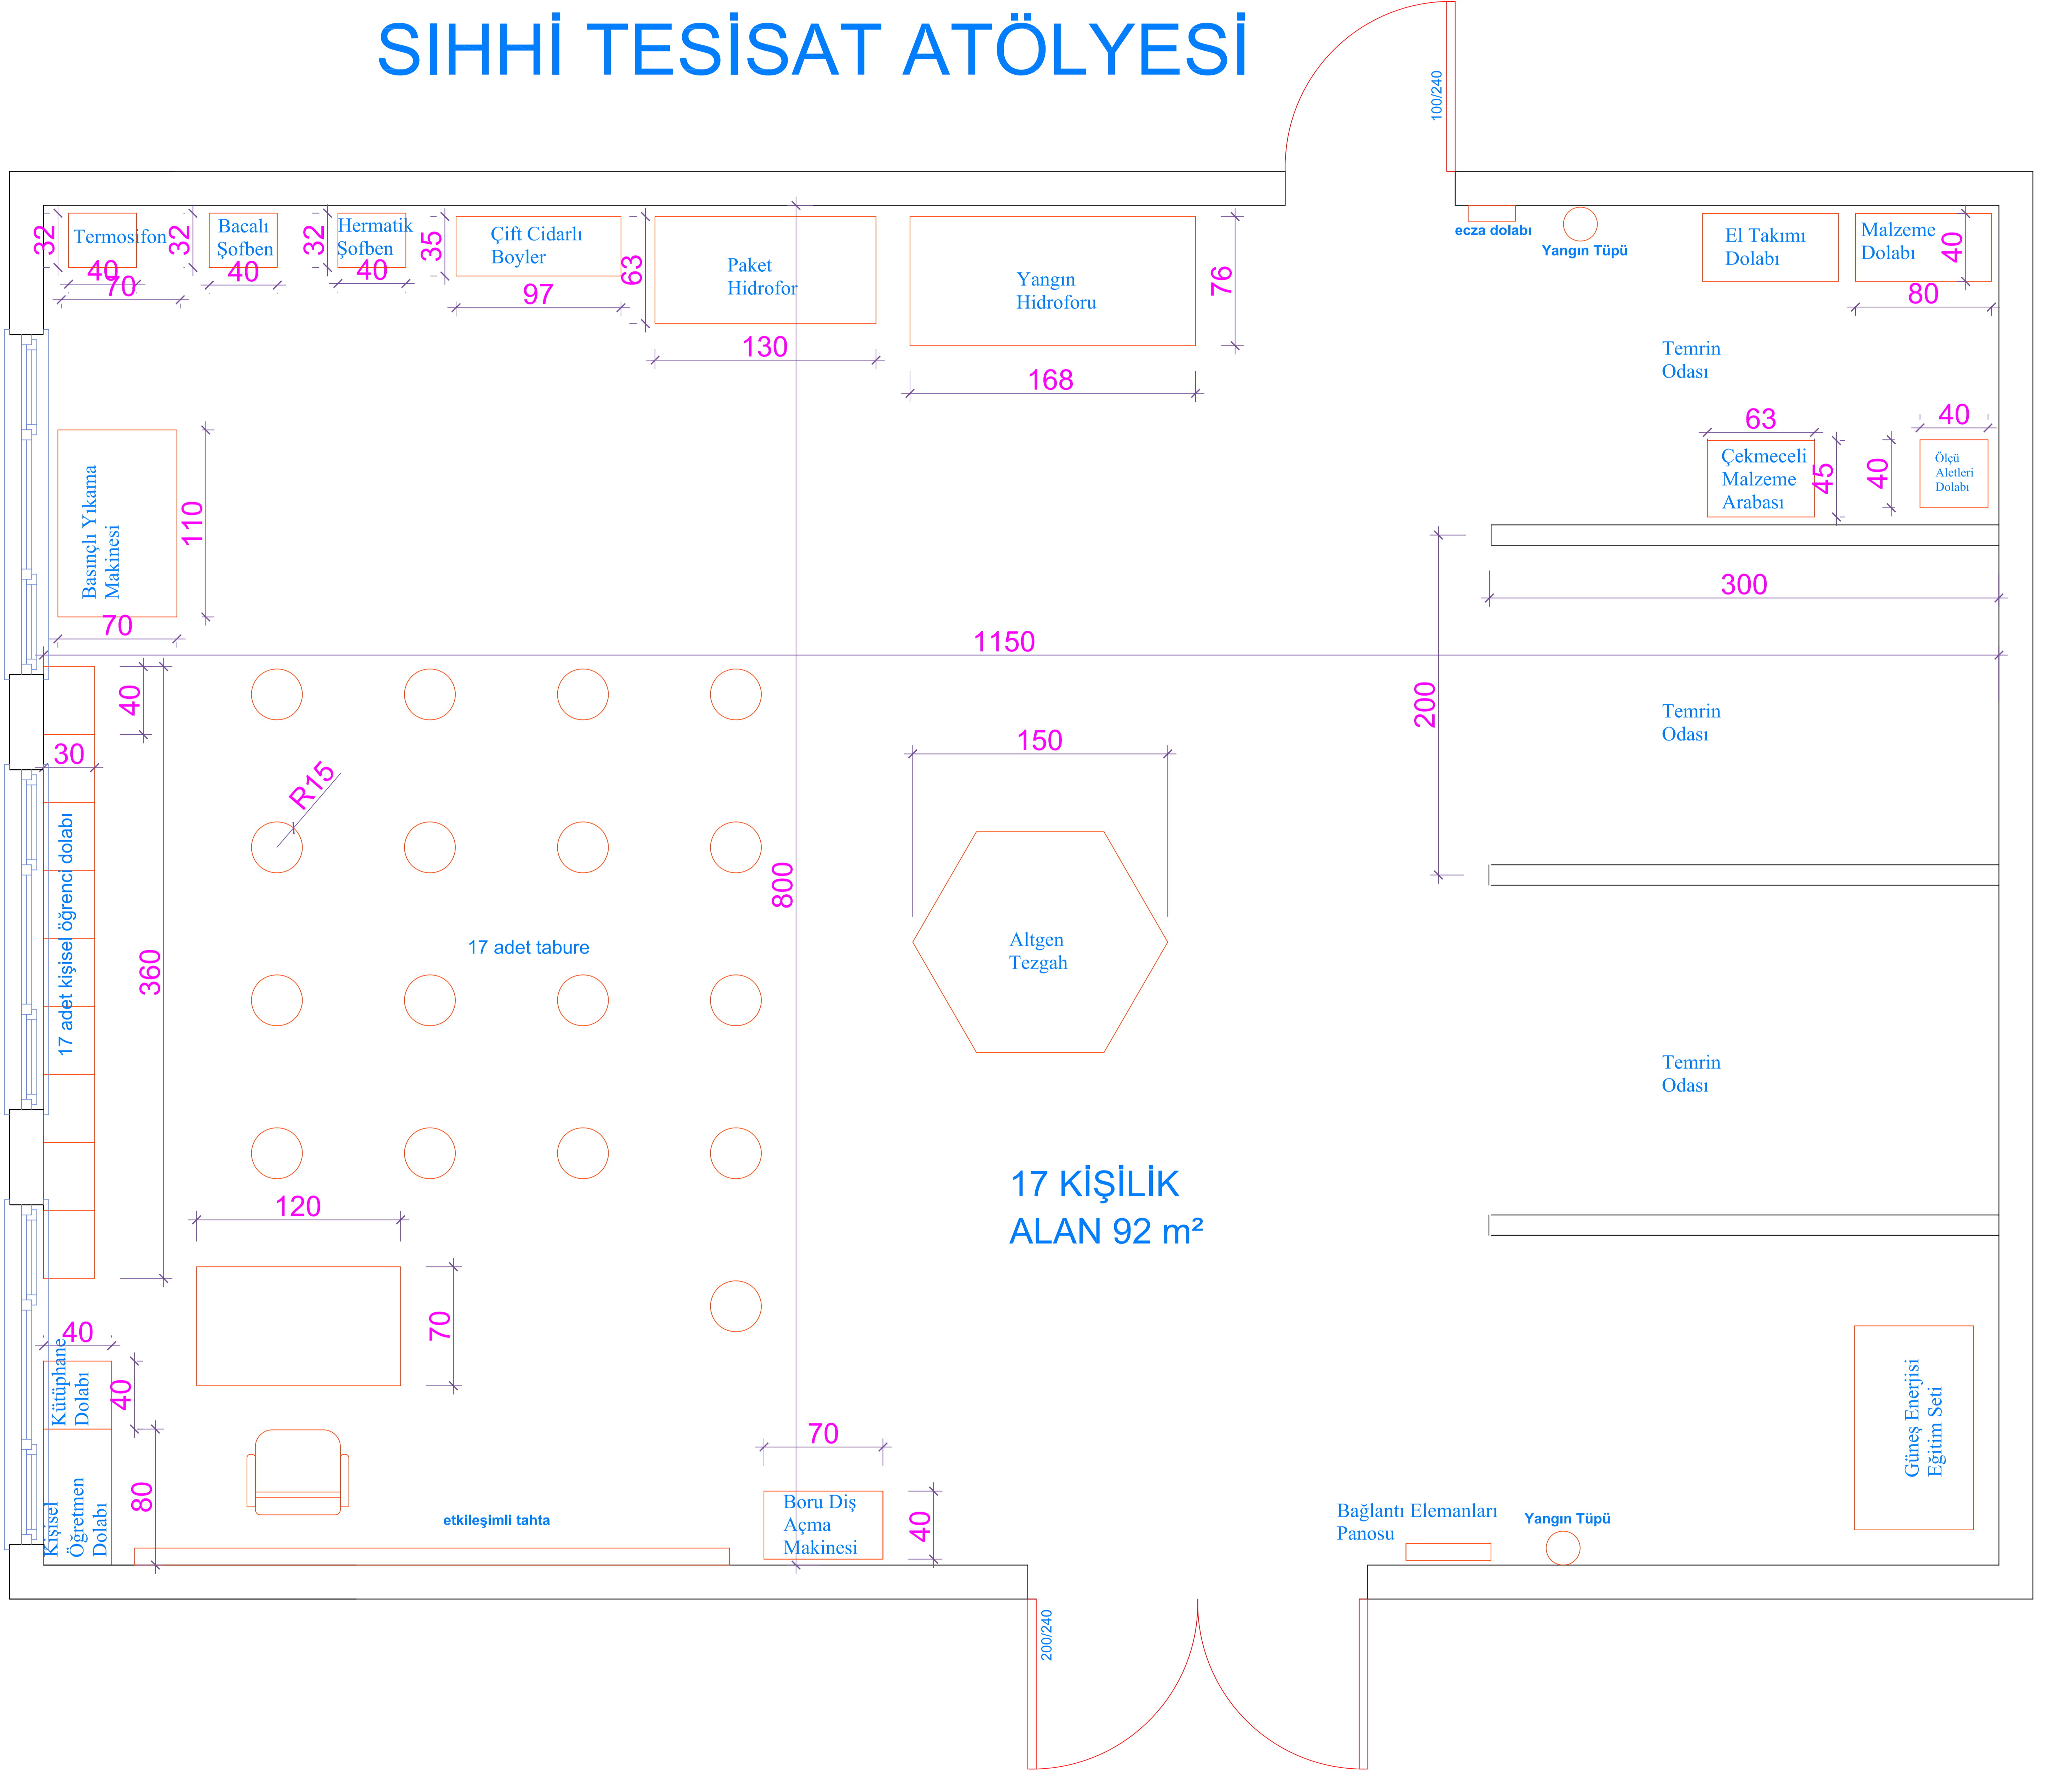 SIHHİ TESİSAT ATÖLYESİ
100/240
32
Termosifon
40
70
32
Bacalı
Şofben
40
32
Hermatik
Şofben
40
35
Çift Cidarlı
Boyler
97
63
Paket
Hidrofor
130
Yangın
Hidroforu
76
168
ecza dolabı
Yangın Tüpü
El Takımı
Dolabı
Malzeme
Dolabı
40
80
Temrin
Odası
63
Çekmeceli
Malzeme
Arabası
45
40
40
Ölçü
Aletleri
Dolabı
Basınçlı Yıkama
Makinesi
110
70
300
1150
200
40
30
R15
17 adet kişisel öğrenci dolabı
360
17 adet tabure
800
150
Altgen
Tezgah
Temrin
Odası
Temrin
Odası
17 KİŞİLİK
ALAN 92 m²
120
70
40
Kütüphane
Dolabı
40
Kişisel
Öğretmen
Dolabı
80
etkileşimli tahta
70
Boru Diş
Açma
Makinesi
40
Bağlantı Elemanları
Panosu
Yangın Tüpü
Güneş Enerjisi
Eğitim Seti
200/240